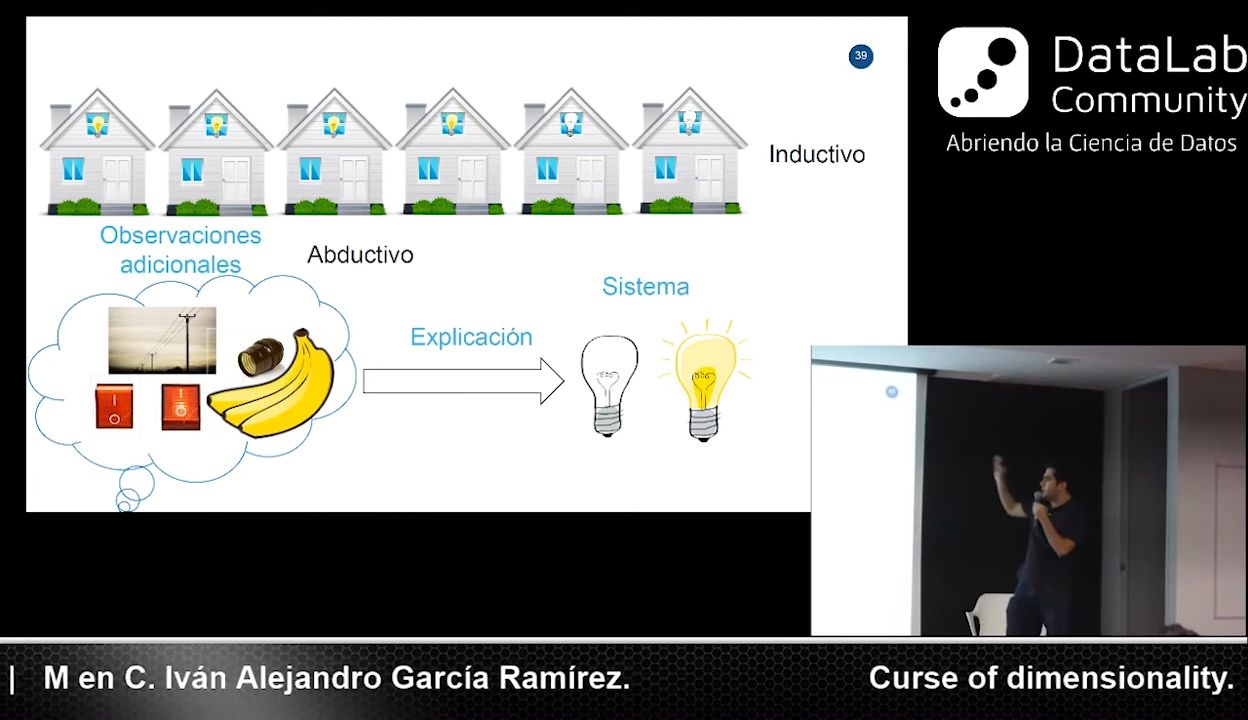 39
DataLab
Community
Abriendo la Ciencia de Datos
Inductivo
Observaciones
adicionales
Abductivo
Sistema
Explicación
| M en C. Iván Alejandro García Ramírez.
Curse of dimensionality.